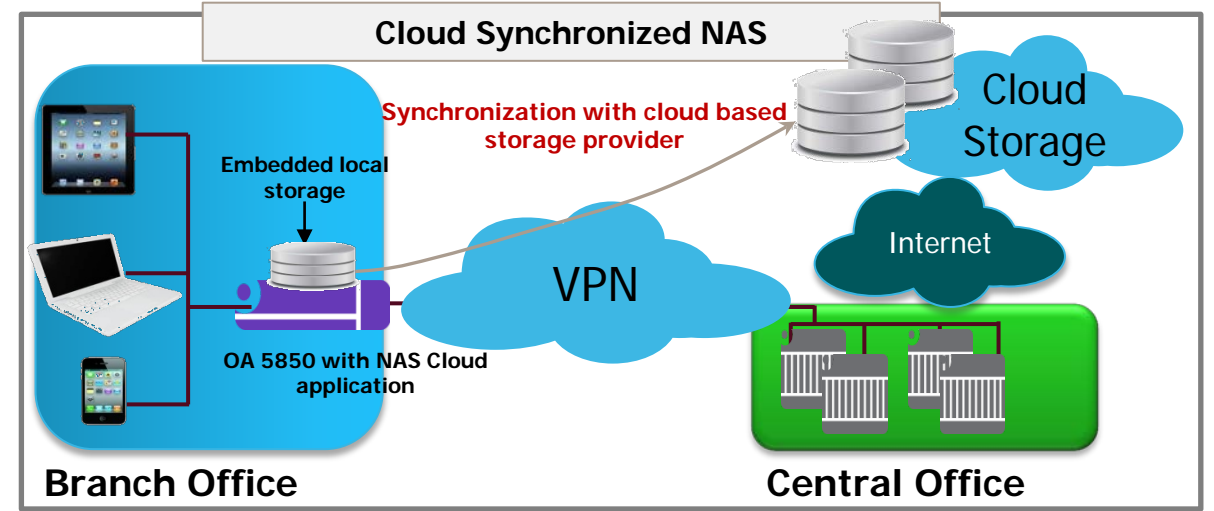 Cloud Synchronized NAS
Synchronization with cloud based
storage provider
Cloud
Storage
Embedded local
storage
Internet
VPN
OA 5850 with NAS Cloud
application
Branch Office
Central Office